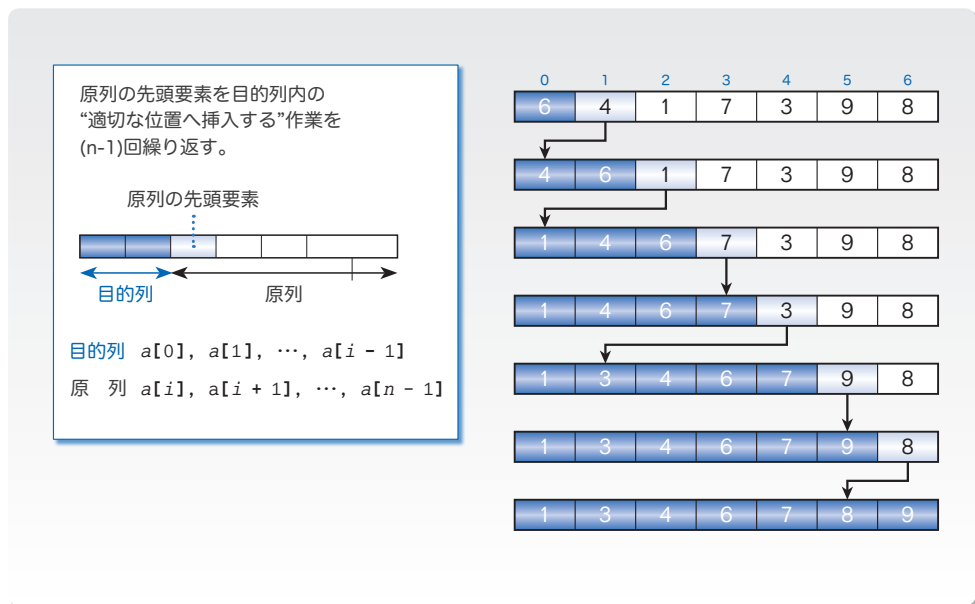 原列の先頭要素を目的列内の
“適切な位置へ挿入する”作業を
(n-1)回繰り返す。
原列の先頭要素
目的列
原列
目的列 a[0], a[1], …, a[i - 1]
原 列 a[i], a[i + 1], …, a[n - 1]
0 1 2 3 4 5 6
6 4 1 7 3 9 8
4 6 1 7 3 9 8
1 4 6 7 3 9 8
1 4 6 7 3 9 8
1 3 4 6 7 9 8
1 3 4 6 7 9 8
1 3 4 6 7 8 9